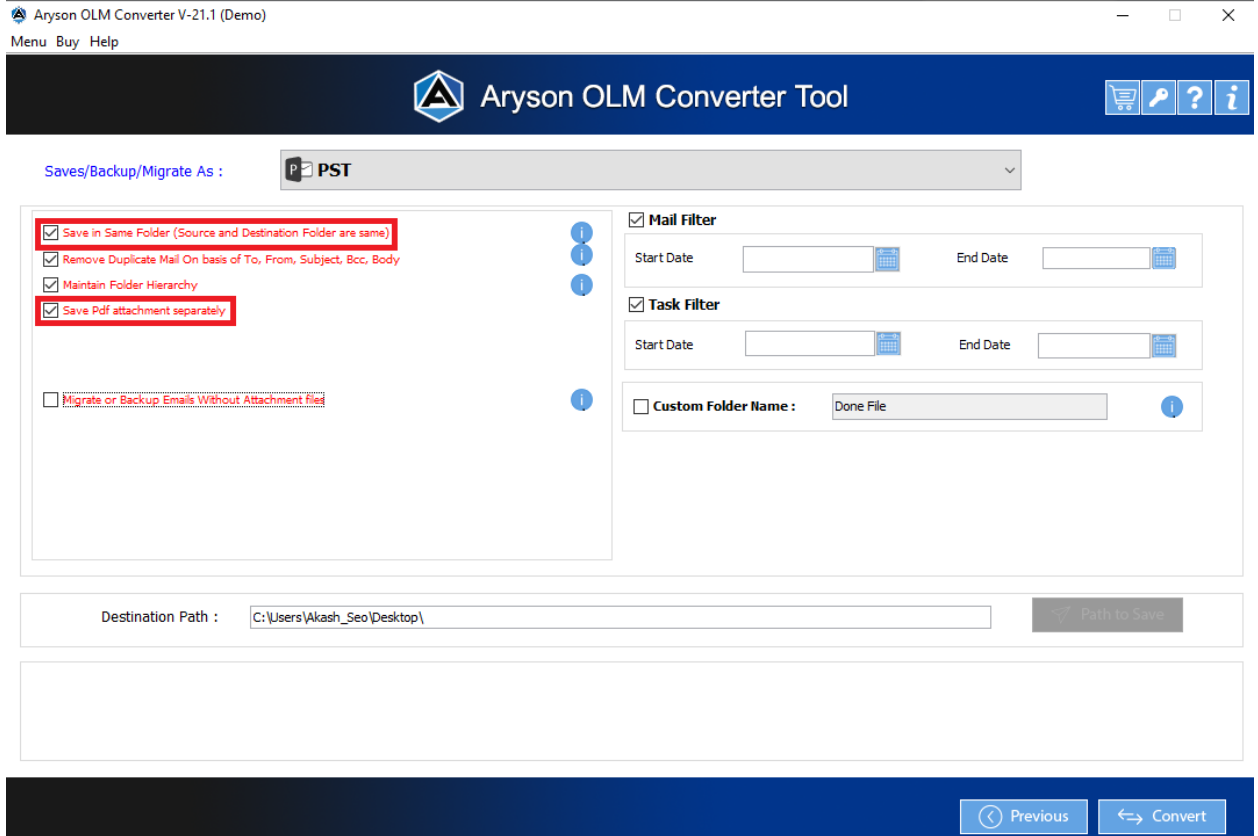 Aryson OLM Converter V-21.1 (Demo)
Menu Buy Help
Aryson OLM Converter Tool
Saves/Backup/Migrate As :
PST
Save in Same Folder (Source and Destination Folder are same)
Remove Duplicate Mail On basis of To, From, Subject, Bcc, Body
Maintain Folder Hierarchy
Save Pdf attachment separately
Migrate or Backup Emails Without Attachment files
Mail Filter
Start Date End Date
Task Filter
Start Date End Date
Custom Folder Name : Done File
Destination Path : C:\Users\Akash_Seo\Desktop\ Path to Save
Previous Convert